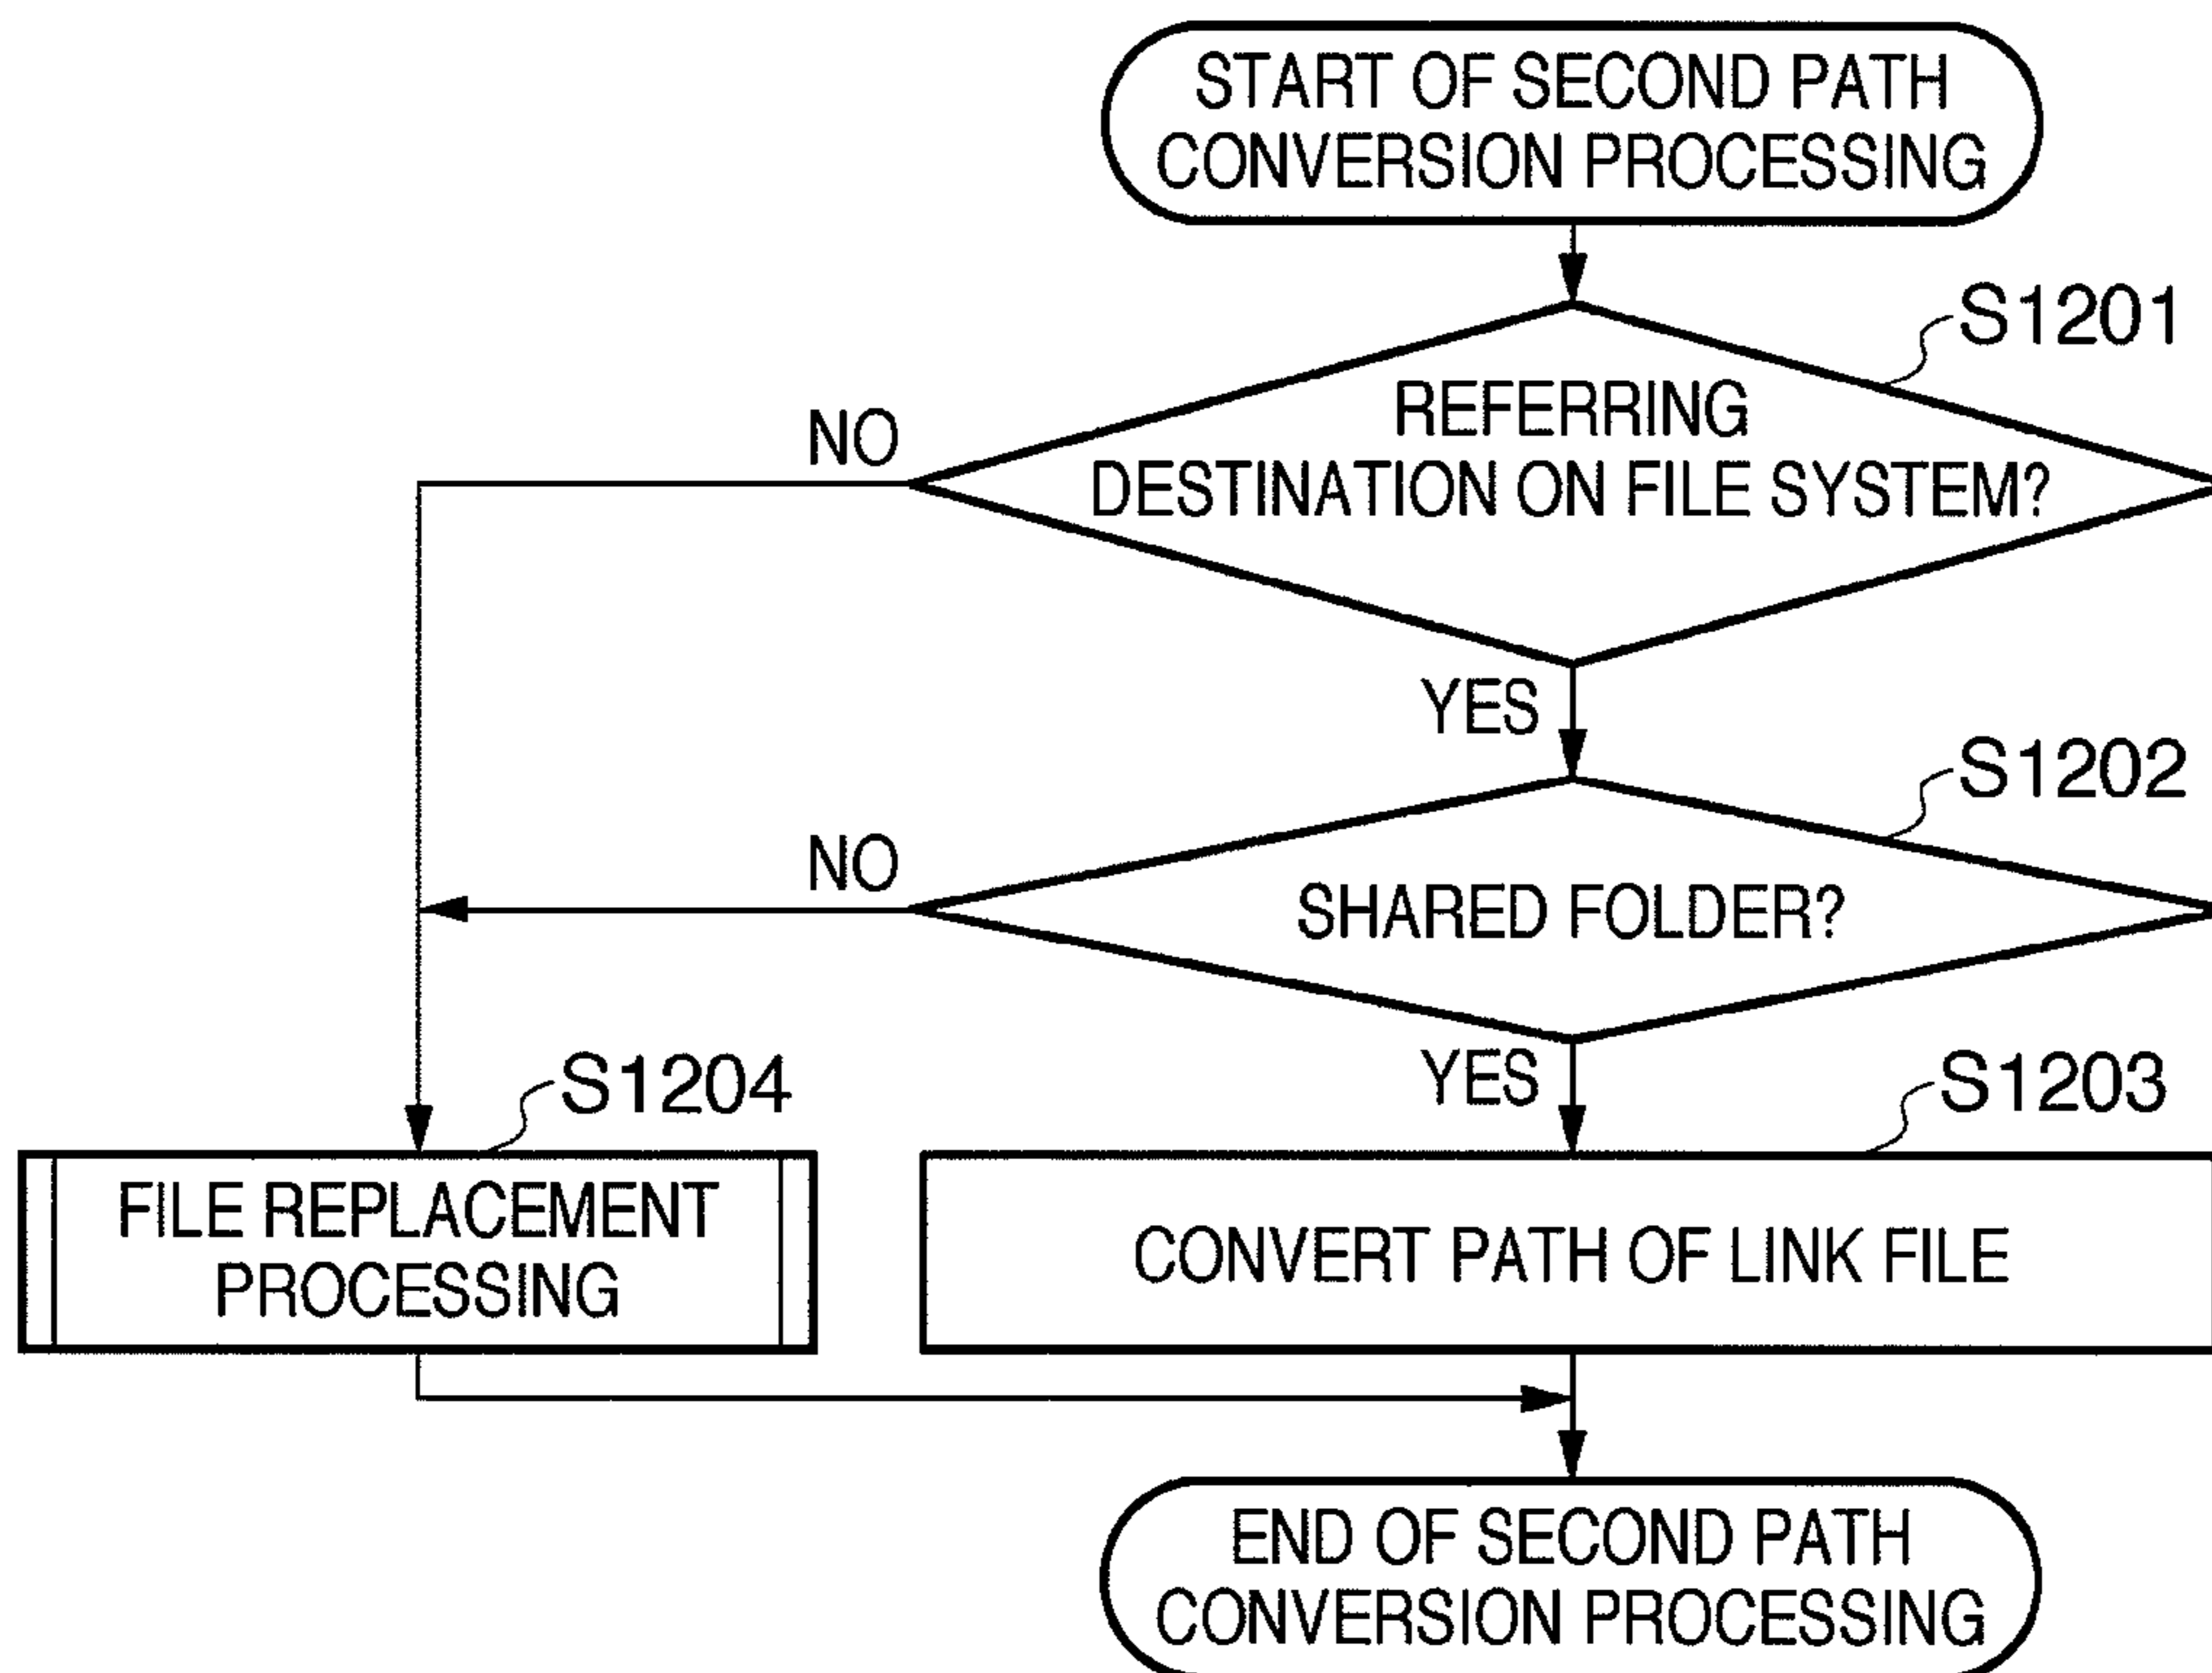 START OF SECOND PATH
CONVERSION PROCESSING
S1201
REFERRING
DESTINATION ON FILE SYSTEM?
NO
YES
S1202
SHARED FOLDER?
NO
YES
S1204
FILE REPLACEMENT
PROCESSING
S1203
CONVERT PATH OF LINK FILE
END OF SECOND PATH
CONVERSION PROCESSING